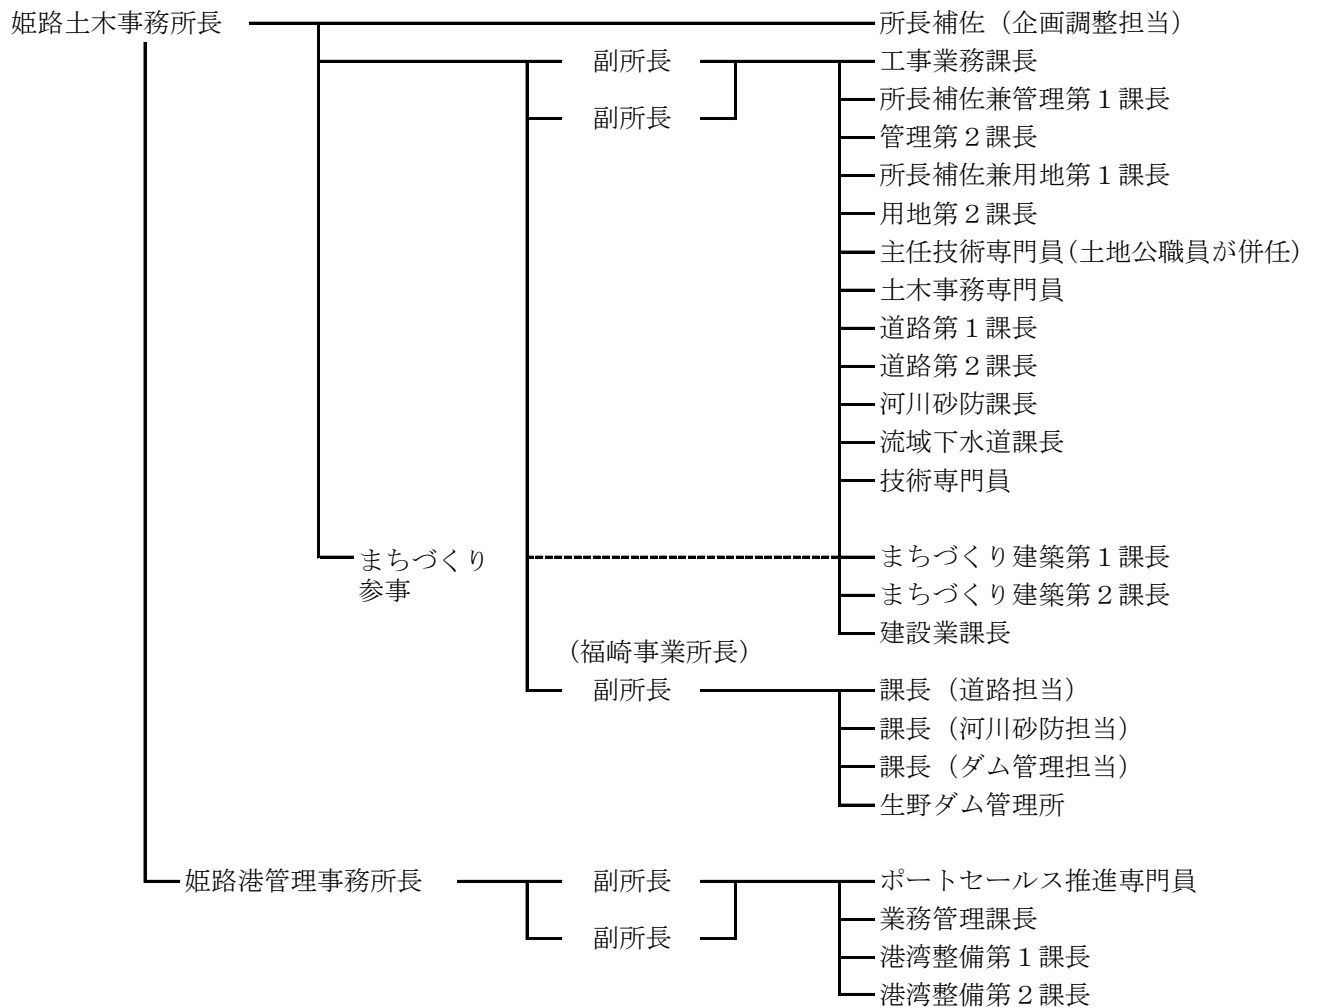 姫路土木事務所長
所長補佐（企画調整担当）
副所長
工事業務課長
所長補佐兼管理第１課長
副所長
管理第２課長
所長補佐兼用地第１課長
用地第２課長
主任技術専門員（土地公職員が併任）
土木事務専門員
道路第１課長
道路第２課長
河川砂防課長
流域下水道課長
技術専門員
まちづくり
参事
まちづくり建築第１課長
まちづくり建築第２課長
建設業課長
（福崎事業所長）
副所長
課長（道路担当）
課長（河川砂防担当）
課長（ダム管理担当）
生野ダム管理所
姫路港管理事務所長
副所長
ポートセールス推進専門員
業務管理課長
副所長
港湾整備第１課長
港湾整備第２課長